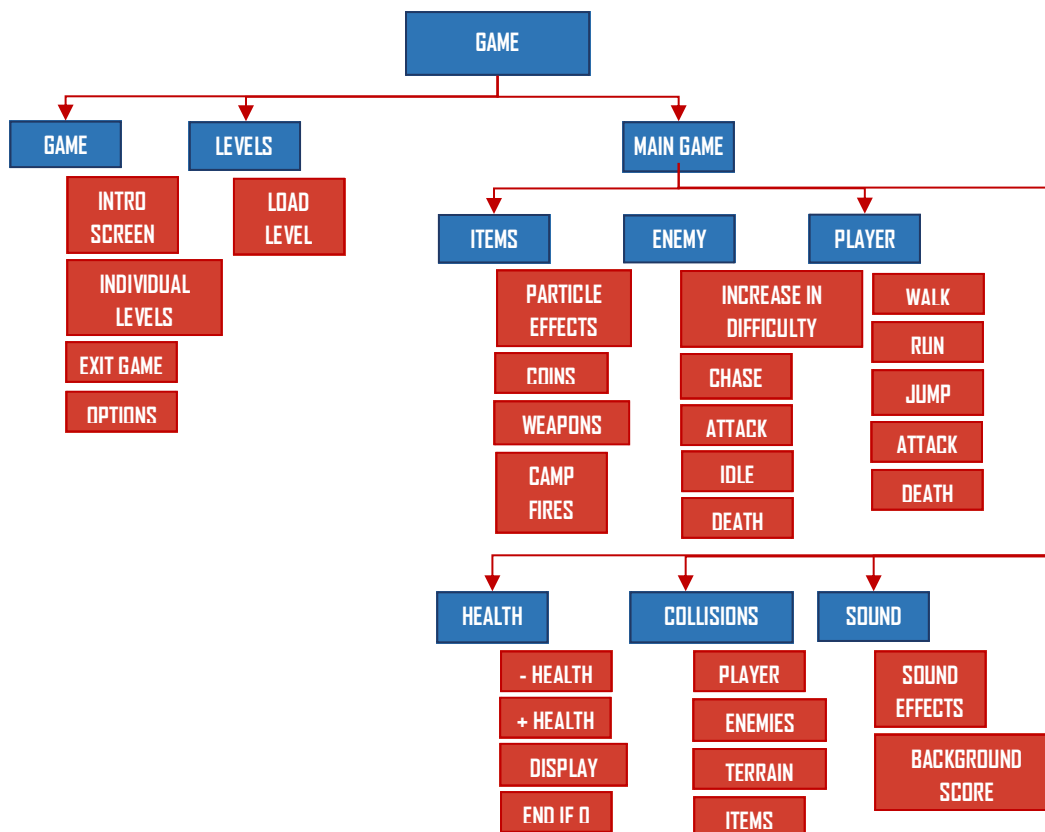 GAME
GAME
LEVELS
MAIN GAME
INTRO
SCREEN
INDIVIDUAL
LEVELS
EXIT GAME
OPTIONS
LOAD
LEVEL
ITEMS
ENEMY
PLAYER
PARTICLE
EFFECTS
COINS
WEAPONS
CAMP
FIRES
INCREASE IN
DIFFICULTY
CHASE
ATTACK
IDLE
DEATH
WALK
RUN
JUMP
ATTACK
DEATH
HEALTH
COLLISIONS
SOUND
- HEALTH
+ HEALTH
DISPLAY
END IF 0
PLAYER
ENEMIES
TERRAIN
ITEMS
SOUND
EFFECTS
BACKGROUND
SCORE